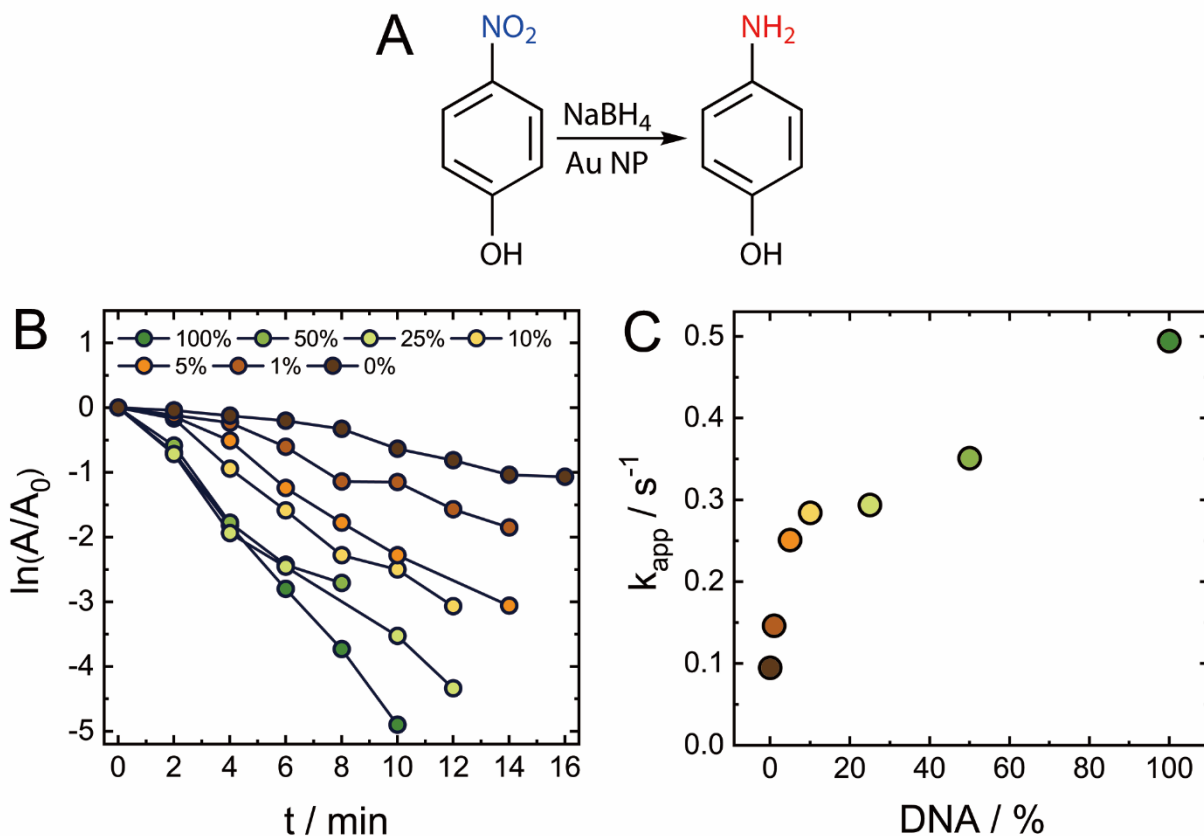 A
NO₂
NH₂
NaBH₄
Au NP
OH
OH
B
100% 50% 25% 10%
5% 1% 0%
1
0
-1
-2
-3
-4
-5
ln(A/A₀)
0 2 4 6 8 10 12 14 16
t / min
C
0.5
0.4
0.3
0.2
0.1
0.0
k_app / s⁻¹
0 20 40 60 80 100
DNA / %